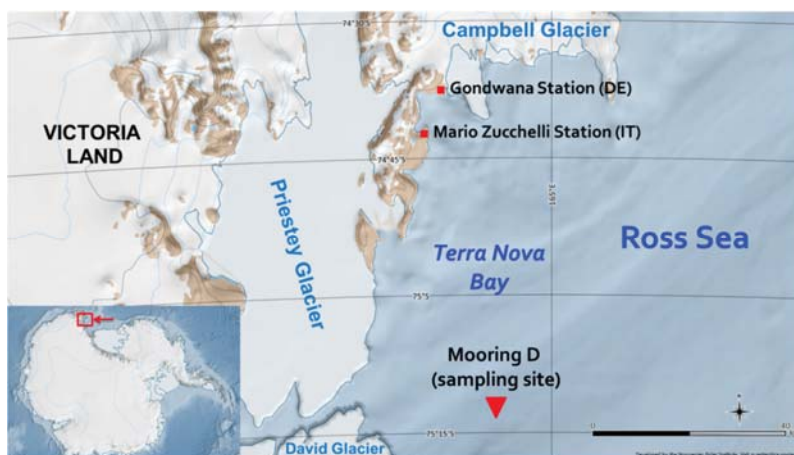 74°30'S
Campbell Glacier
Gondwana Station (DE)
VICTORIA
LAND
Mario Zucchelli Station (IT)
74°45'S
Priestey Glacier
165°E
Ross Sea
Terra Nova
Bay
75°S
Mooring D
(sampling site)
75°15'S
David Glacier
0
40